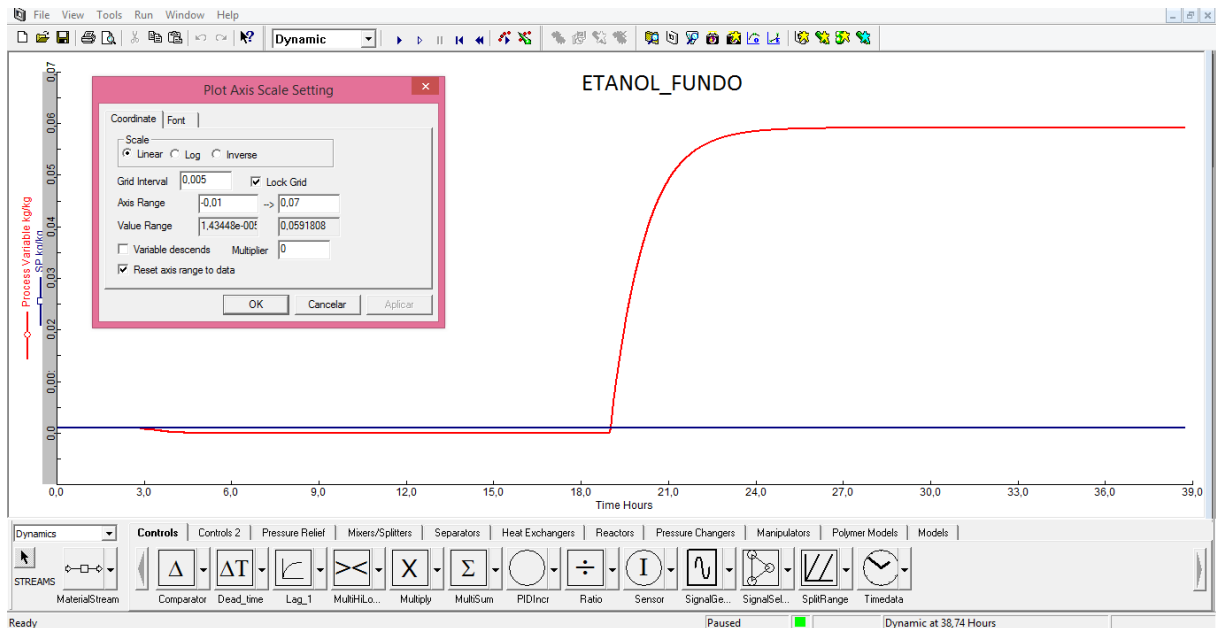 File View Tools Run Window Help
Dynamic
ETANOL_FUNDO
Plot Axis Scale Setting
Coordinate Font
Scale
Linear Log Inverse
Grid Interval 0,005 Lock Grid
Axis Range -0,01 --> 0,07
Value Range 1,43448e-005 0,0591808
Variable descends Multiplier 0
Reset axis range to data
OK Cancelar Aplicar
Process Variable kg/kg
SP kg/kg
0,07
0,06
0,05
0,04
0,03
0,02
0,0
0,0 3,0 6,0 9,0 12,0 15,0 18,0 21,0 24,0 27,0 30,0 33,0 36,0 39,0
Time Hours
Dynamics Controls Controls 2 Pressure Relief Mixers/Splitters Separators Heat Exchangers Reactors Pressure Changers Manipulators Polymer Models Models
Δ ΔT >< X Σ ÷ I
STREAMS
MaterialStream Comparator Dead_time Lag_1 MultiHiLo... Multiply MultiSum PIDIncr Ratio Sensor SignalGe... SignalSel... SplitRange Timedata
Ready Paused Dynamic at 38,74 Hours